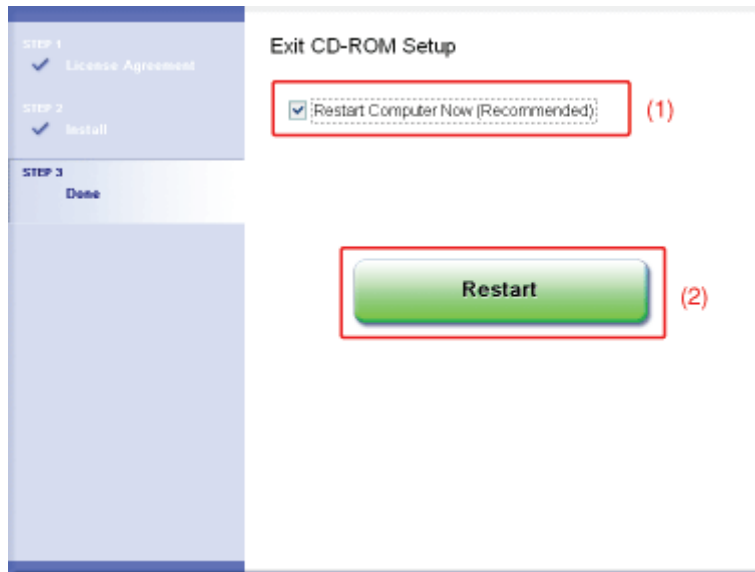 STEP 1
License Agreement
STEP 2
Install
STEP 3
Done
Exit CD-ROM Setup
Restart Computer Now (Recommended)
(1)
Restart
(2)